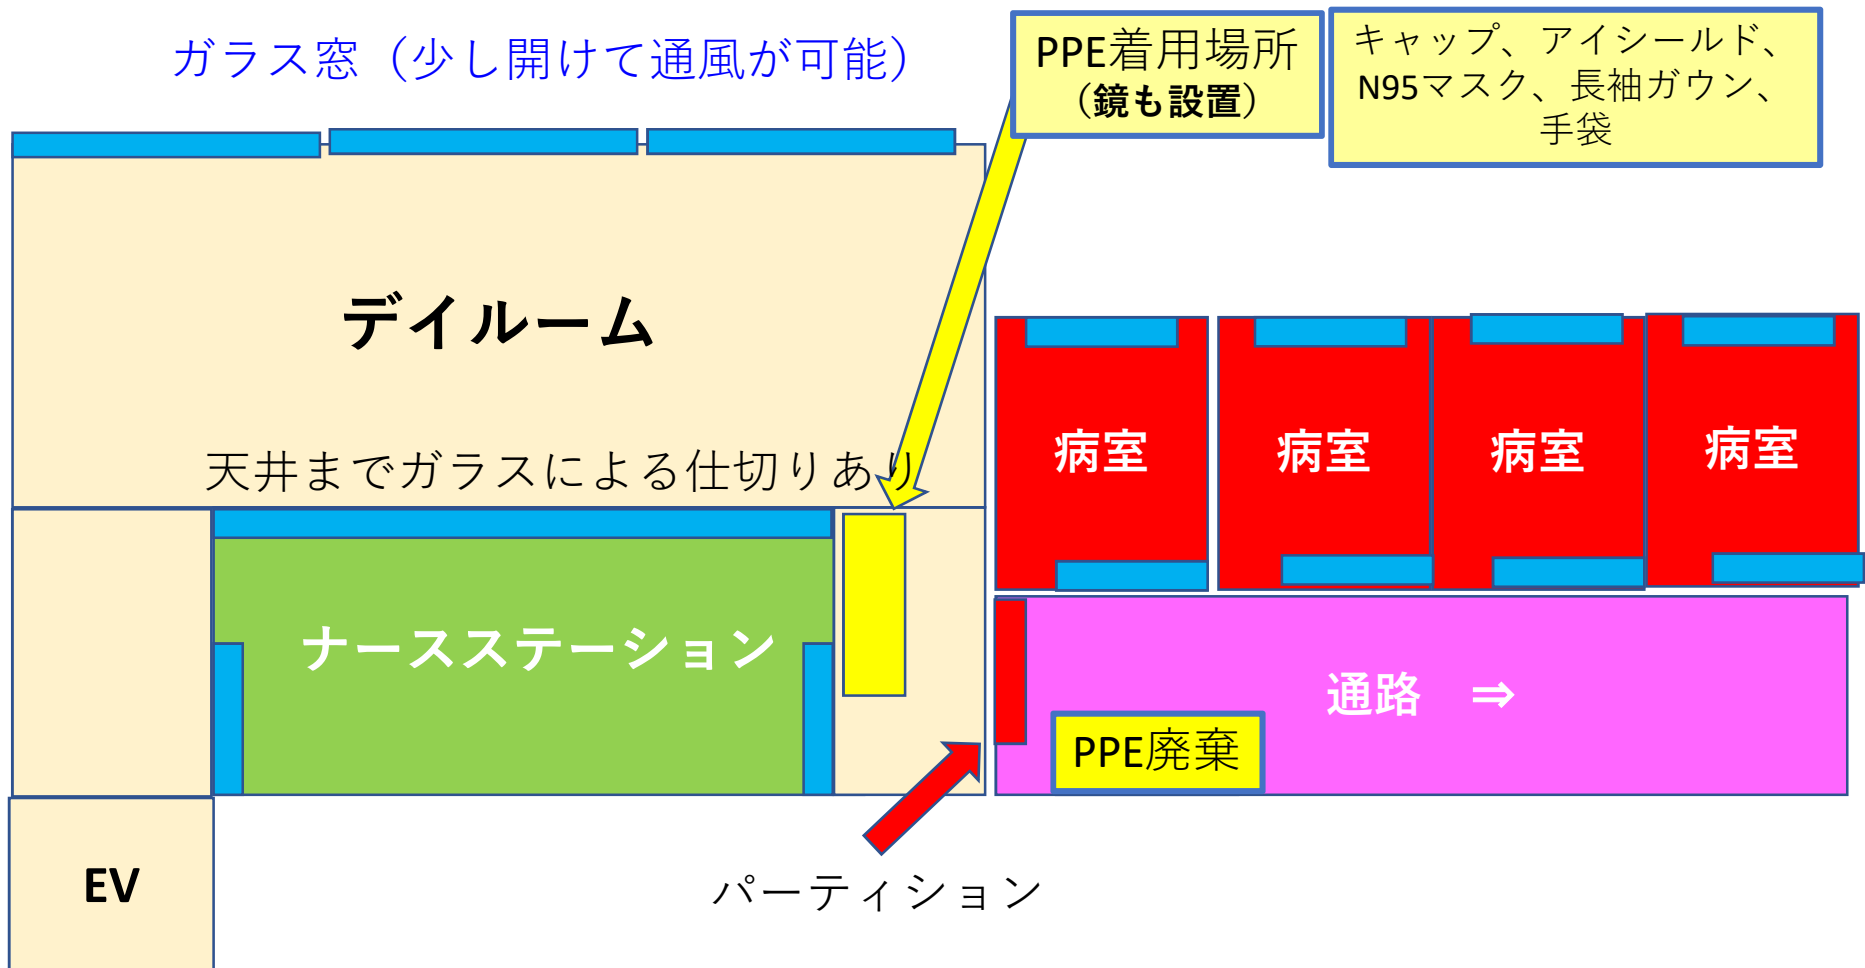 ガラス窓（少し開けて通風が可能）
PPE着用場所
（鏡も設置）
キャップ、アイシールド、
N95マスク、長袖ガウン、
手袋
デイルーム
天井までガラスによる仕切りあり
病室
病室
病室
病室
ナースステーション
通路　⇒
PPE廃棄
EV
パーティション